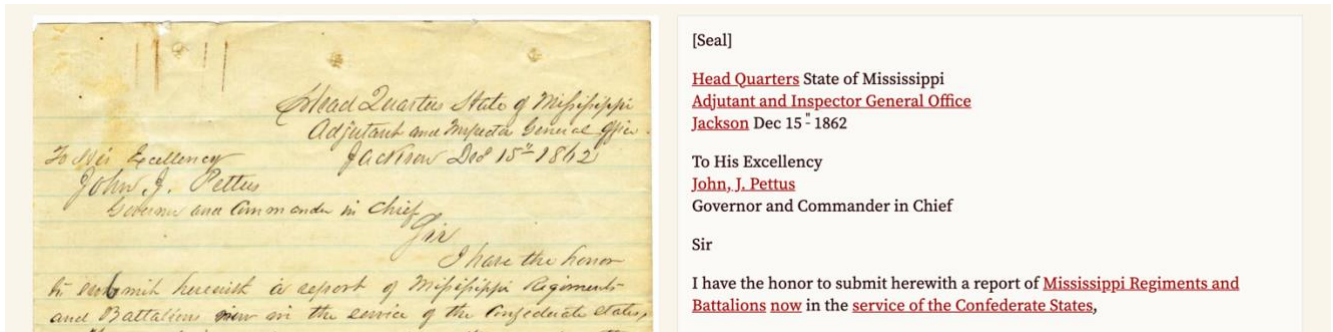 Head Quarters State of Mississippi
Adjutant and Inspector General Office
Jackson Decr 15" 1862
To His Excellency
John J. Pettus
Governor and Commander in Chief
Sir
I have the honor
to submit herewith a report of Mississippi Regiments
and Battalions now in the service of the Confederate States,
[Seal]
Head Quarters State of Mississippi
Adjutant and Inspector General Office
Jackson Dec 15 " 1862
To His Excellency
John, J. Pettus
Governor and Commander in Chief
Sir
I have the honor to submit herewith a report of Mississippi Regiments and
Battalions now in the service of the Confederate States,